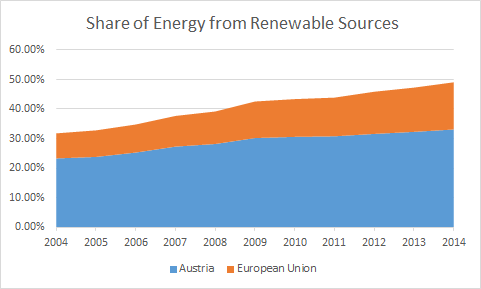 Share of Energy from Renewable Sources
60.00%
50.00%
40.00%
30.00%
20.00%
10.00%
0.00%
2004 2005 2006 2007 2008 2009 2010 2011 2012 2013 2014
Austria European Union